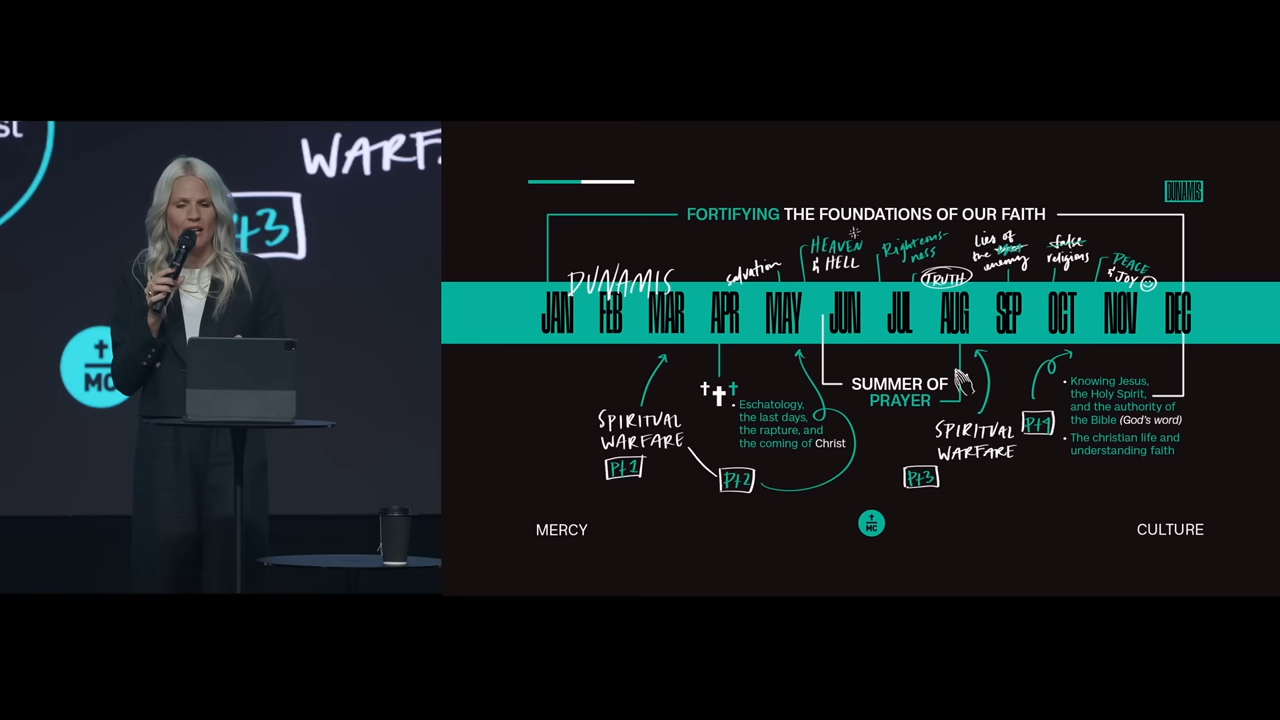 st
WARF
Pt3
MC
DUNAMIS
FORTIFYING THE FOUNDATIONS OF OUR FAITH
DUNAMIS
salvation
HEAVEN
& HELL
Righteous-
ness
TRUTH
Lies of
the enemy
false
religions
PEACE
& JOY
JAN FEB MAR APR MAY JUN JUL AUG SEP OCT NOV DEC
SPIRITUAL
WARFARE
Pt1
Pt2
Eschatology,
the last days,
the rapture, and
the coming of Christ
SUMMER OF
PRAYER
SPIRITUAL
WARFARE
Pt3
Pt4
• Knowing Jesus,
the Holy Spirit,
and the authority of
the Bible (God's word)
• The christian life and
understanding faith
MERCY
MC
CULTURE